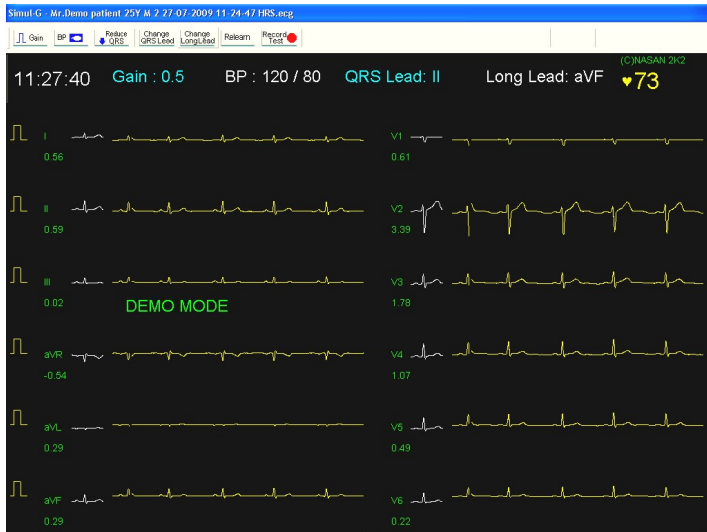 Simul-G - Mr.Demo patient 25Y M 2 27-07-2009 11-24-47 HRS.ecg
Gain BP Reduce QRS Change QRS Lead Change LongLead Relearn Record Test
(C)NASAN 2K2
11:27:40 Gain : 0.5 BP : 120 / 80 QRS Lead: II Long Lead: aVF ♥73
I V1
0.56 0.61
II V2
0.59 3.39
III V3
0.02 1.78
DEMO MODE
aVR V4
-0.54 1.07
aVL V5
0.29 0.49
aVF V6
0.29 0.22